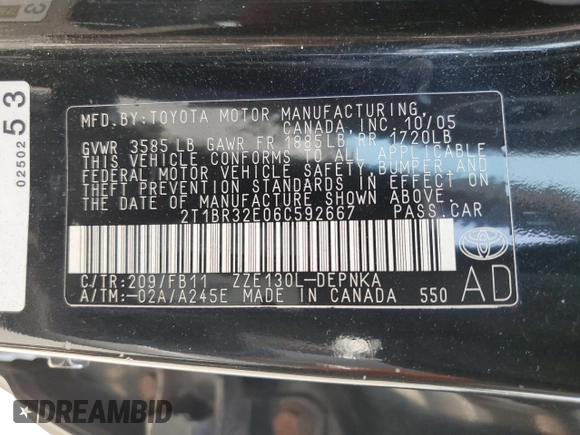 53
02502
MFD.BY:TOYOTA MOTOR MANUFACTURING
CANADA,INC. 10/05
GVWR 3585LB GAWR FR 1885LB RR 1720LB
THIS VEHICLE CONFORMS TO ALL APPLICABLE
FEDERAL MOTOR VEHICLE SAFETY,BUMPER,AND
THEFT PREVENTION STANDARDS IN EFFECT ON
THE DATE OF MANUFACTURE SHOWN ABOVE.
2T1BR32E06C592667 PASS.CAR
C/TR:209/FB11 ZZE130L-DEPNKA
A/TM:-02A/A245E MADE IN CANADA 550
AD
DREAMBID